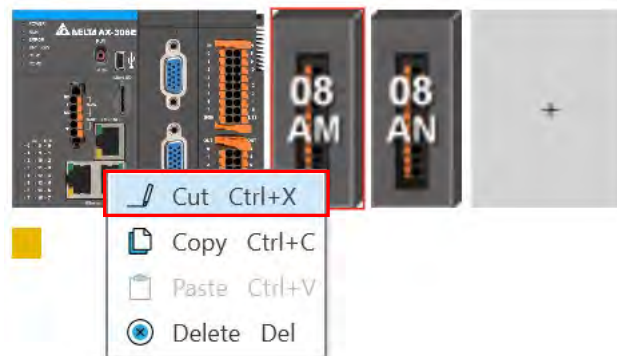 DELTA AX-308E
08
AM
08
AN
+
Cut Ctrl+X
Copy Ctrl+C
Paste Ctrl+V
Delete Del